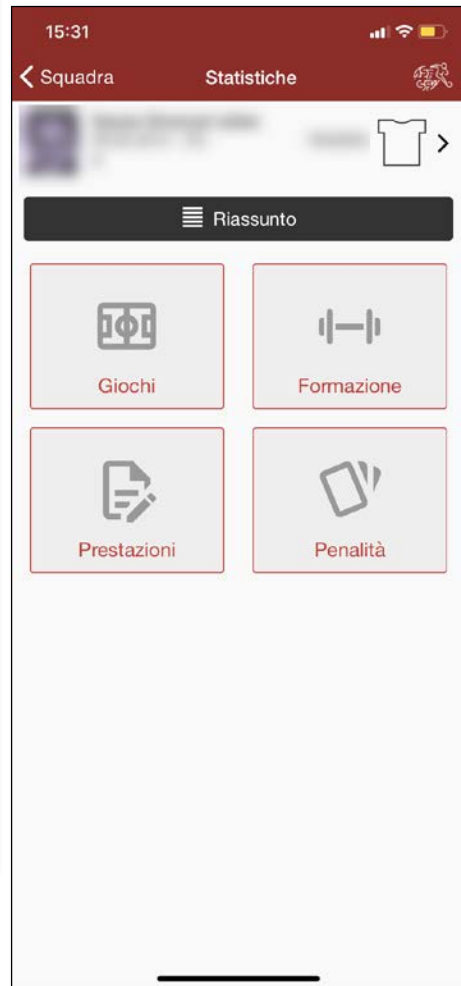 15:31
Squadra Statistiche
Riassunto
Giochi Formazione
Prestazioni Penalità